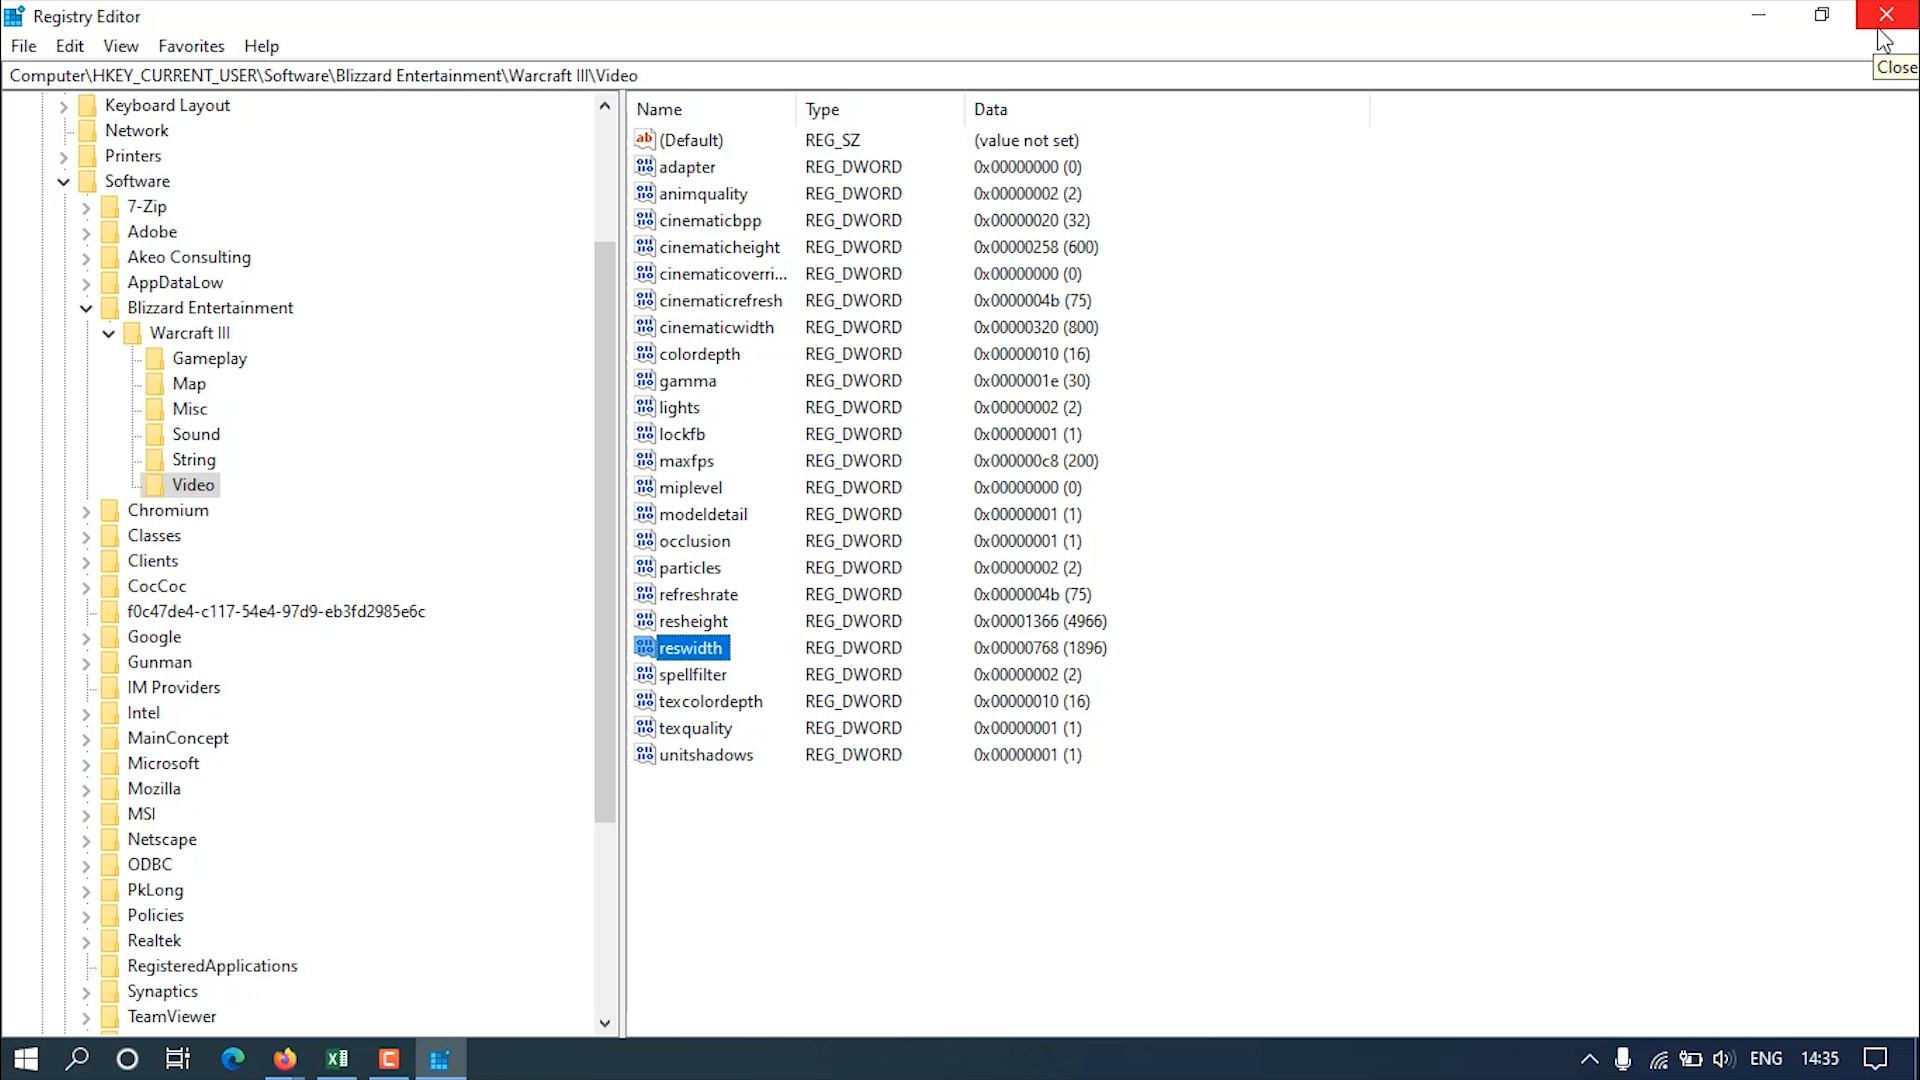 Registry Editor
File Edit View Favorites Help
Close
Computer\HKEY_CURRENT_USER\Software\Blizzard Entertainment\Warcraft III\Video
Keyboard Layout
Network
Printers
Software
7-Zip
Adobe
Akeo Consulting
AppDataLow
Blizzard Entertainment
Warcraft III
Gameplay
Map
Misc
Sound
String
Video
Chromium
Classes
Clients
CocCoc
f0c47de4-c117-54e4-97d9-eb3fd2985e6c
Google
Gunman
IM Providers
Intel
MainConcept
Microsoft
Mozilla
MSI
Netscape
ODBC
PkLong
Policies
Realtek
RegisteredApplications
Synaptics
TeamViewer
Name Type Data
(Default) REG_SZ (value not set)
adapter REG_DWORD 0x00000000 (0)
animquality REG_DWORD 0x00000002 (2)
cinematicbpp REG_DWORD 0x00000020 (32)
cinematicheight REG_DWORD 0x00000258 (600)
cinematicoverri... REG_DWORD 0x00000000 (0)
cinematicrefresh REG_DWORD 0x0000004b (75)
cinematicwidth REG_DWORD 0x00000320 (800)
colordepth REG_DWORD 0x00000010 (16)
gamma REG_DWORD 0x0000001e (30)
lights REG_DWORD 0x00000002 (2)
lockfb REG_DWORD 0x00000001 (1)
maxfps REG_DWORD 0x000000c8 (200)
miplevel REG_DWORD 0x00000000 (0)
modeldetail REG_DWORD 0x00000001 (1)
occlusion REG_DWORD 0x00000001 (1)
particles REG_DWORD 0x00000002 (2)
refreshrate REG_DWORD 0x0000004b (75)
resheight REG_DWORD 0x00001366 (4966)
reswidth REG_DWORD 0x00000768 (1896)
spellfilter REG_DWORD 0x00000002 (2)
texcolordepth REG_DWORD 0x00000010 (16)
texquality REG_DWORD 0x00000001 (1)
unitshadows REG_DWORD 0x00000001 (1)
ENG 14:35